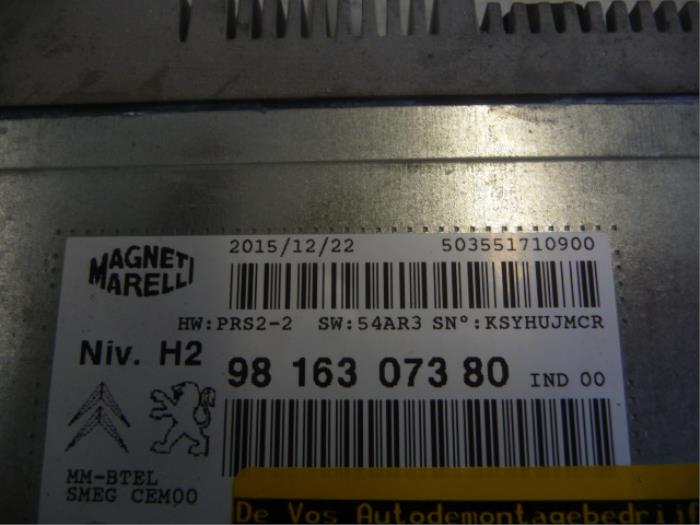 MAGNETI MARELLI
2015/12/22 503551710900
HW:PRS2-2 SW:54AR3 SN°:KSYHUJMCR
Niv. H2
98 163 073 80 IND 00
MM-BTEL
SMEG CEM00
De Vos Autodemontagebedrij